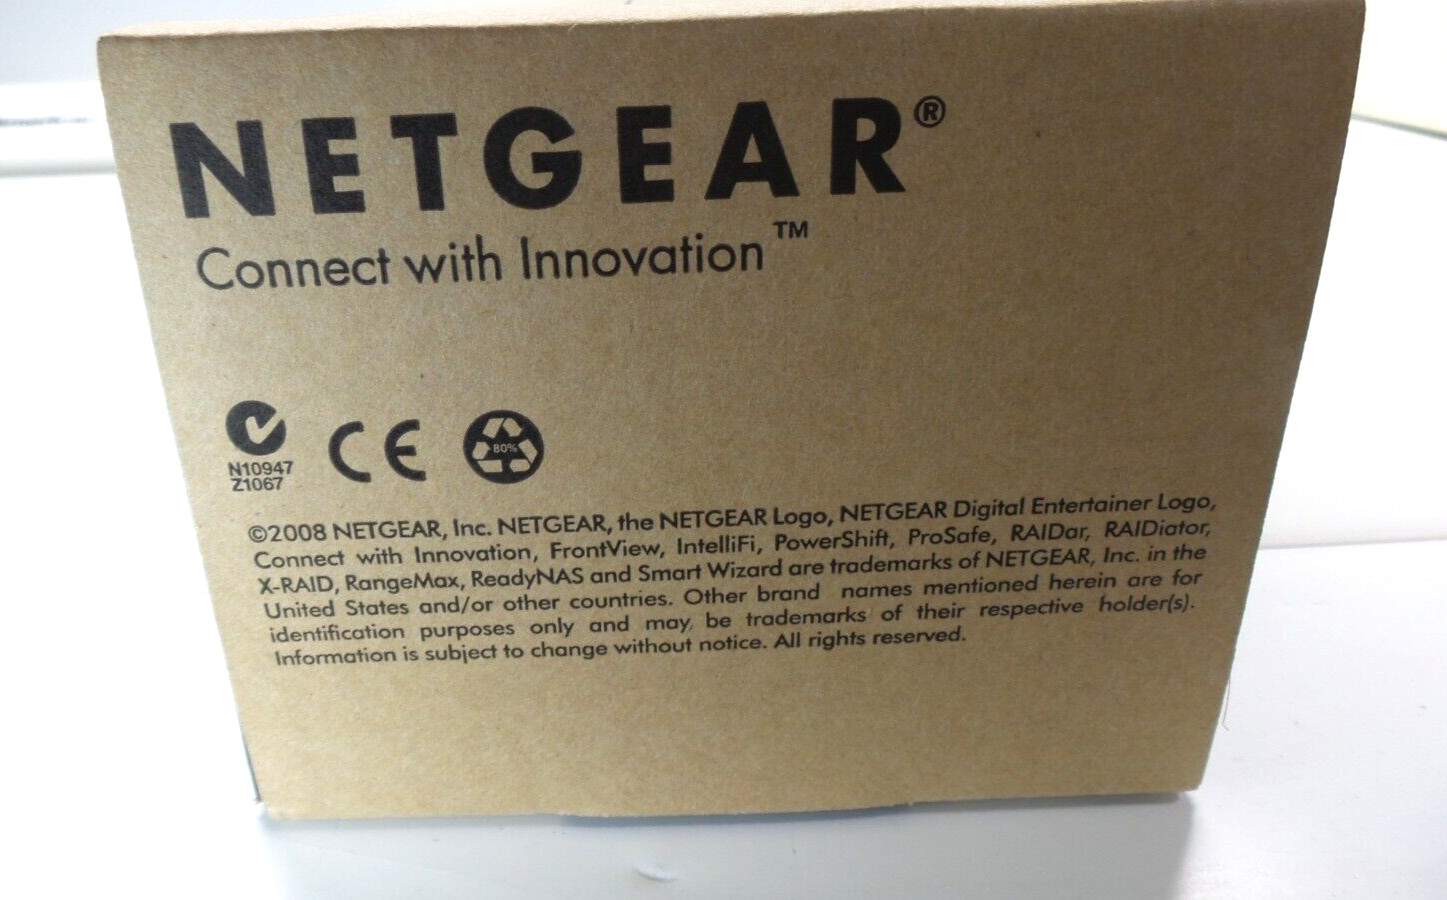 NETGEAR®
Connect with Innovation™
N10947
Z1067
CE
80%
©2008 NETGEAR, Inc. NETGEAR, the NETGEAR Logo, NETGEAR Digital Entertainer Logo,
Connect with Innovation, FrontView, IntelliFi, PowerShift, ProSafe, RAIDar, RAIDiator,
X-RAID, RangeMax, ReadyNAS and Smart Wizard are trademarks of NETGEAR, Inc. in the
United States and/or other countries. Other brand names mentioned herein are for
identification purposes only and may be trademarks of their respective holder(s).
Information is subject to change without notice. All rights reserved.